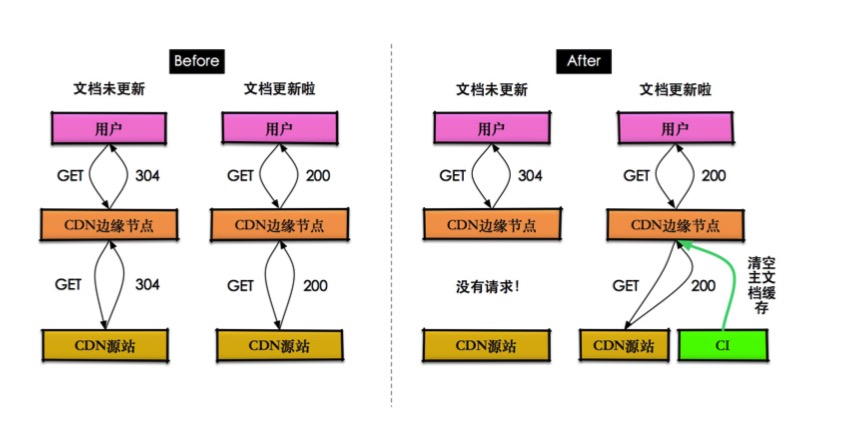 Before
After
文档未更新
文档更新啦
文档未更新
文档更新啦
用户
用户
用户
用户
GET
304
GET
200
GET
304
GET
200
CDN边缘节点
CDN边缘节点
CDN边缘节点
CDN边缘节点
GET
304
GET
200
没有请求！
GET
200
清空
主文
档缓
存
CDN源站
CDN源站
CDN源站
CDN源站
CI